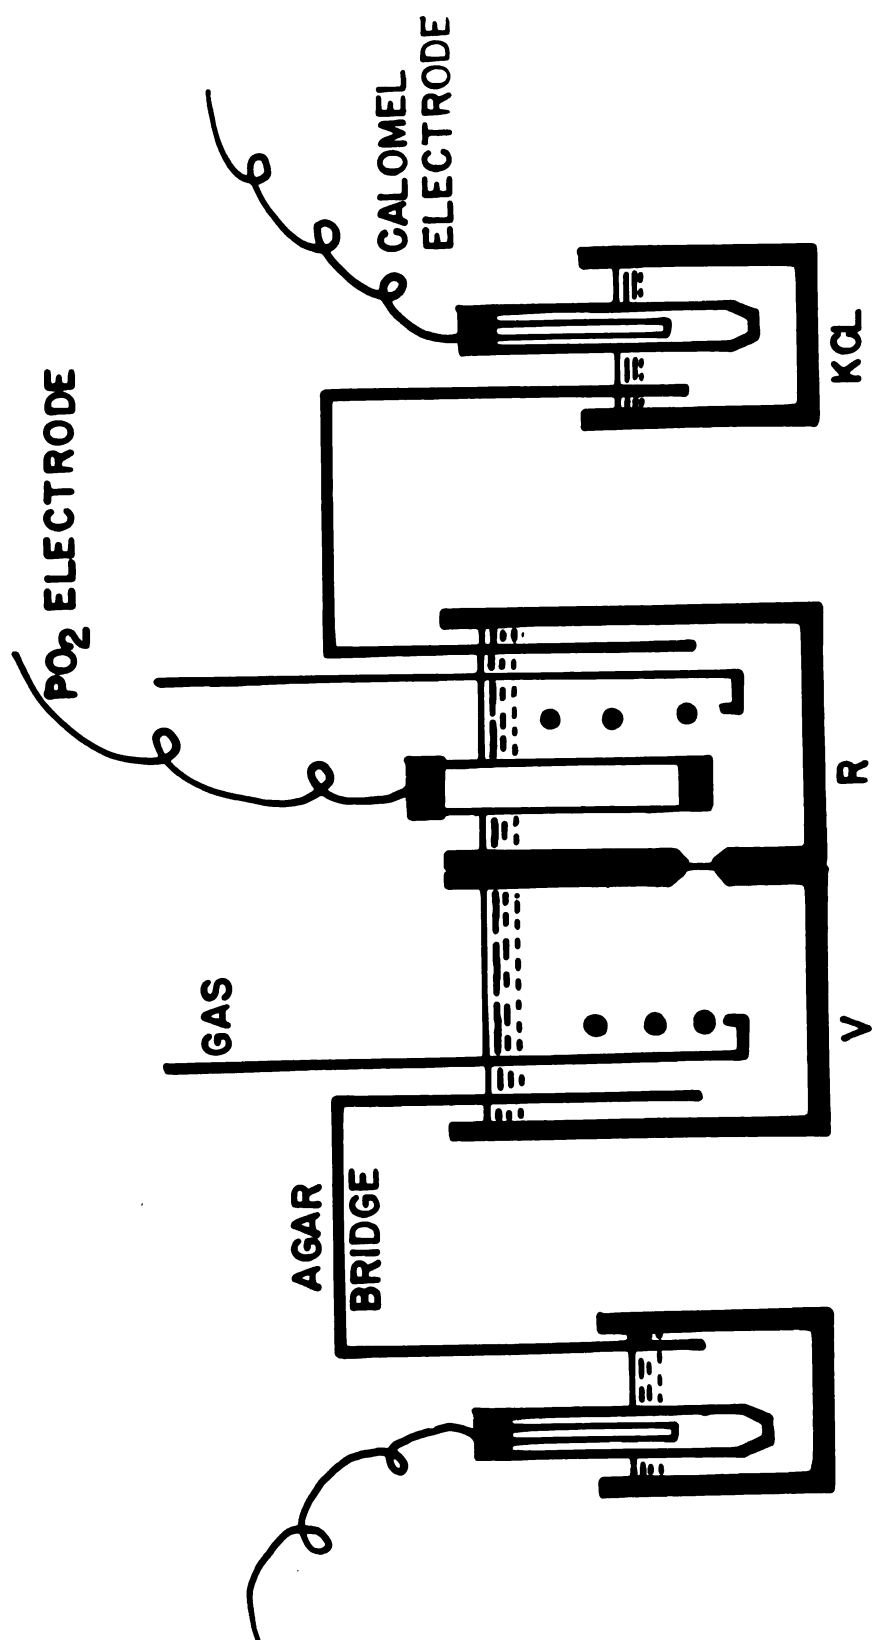 PO2 ELECTRODE
CALOMEL
ELECTRODE
GAS
AGAR
BRIDGE
V
R
KCL